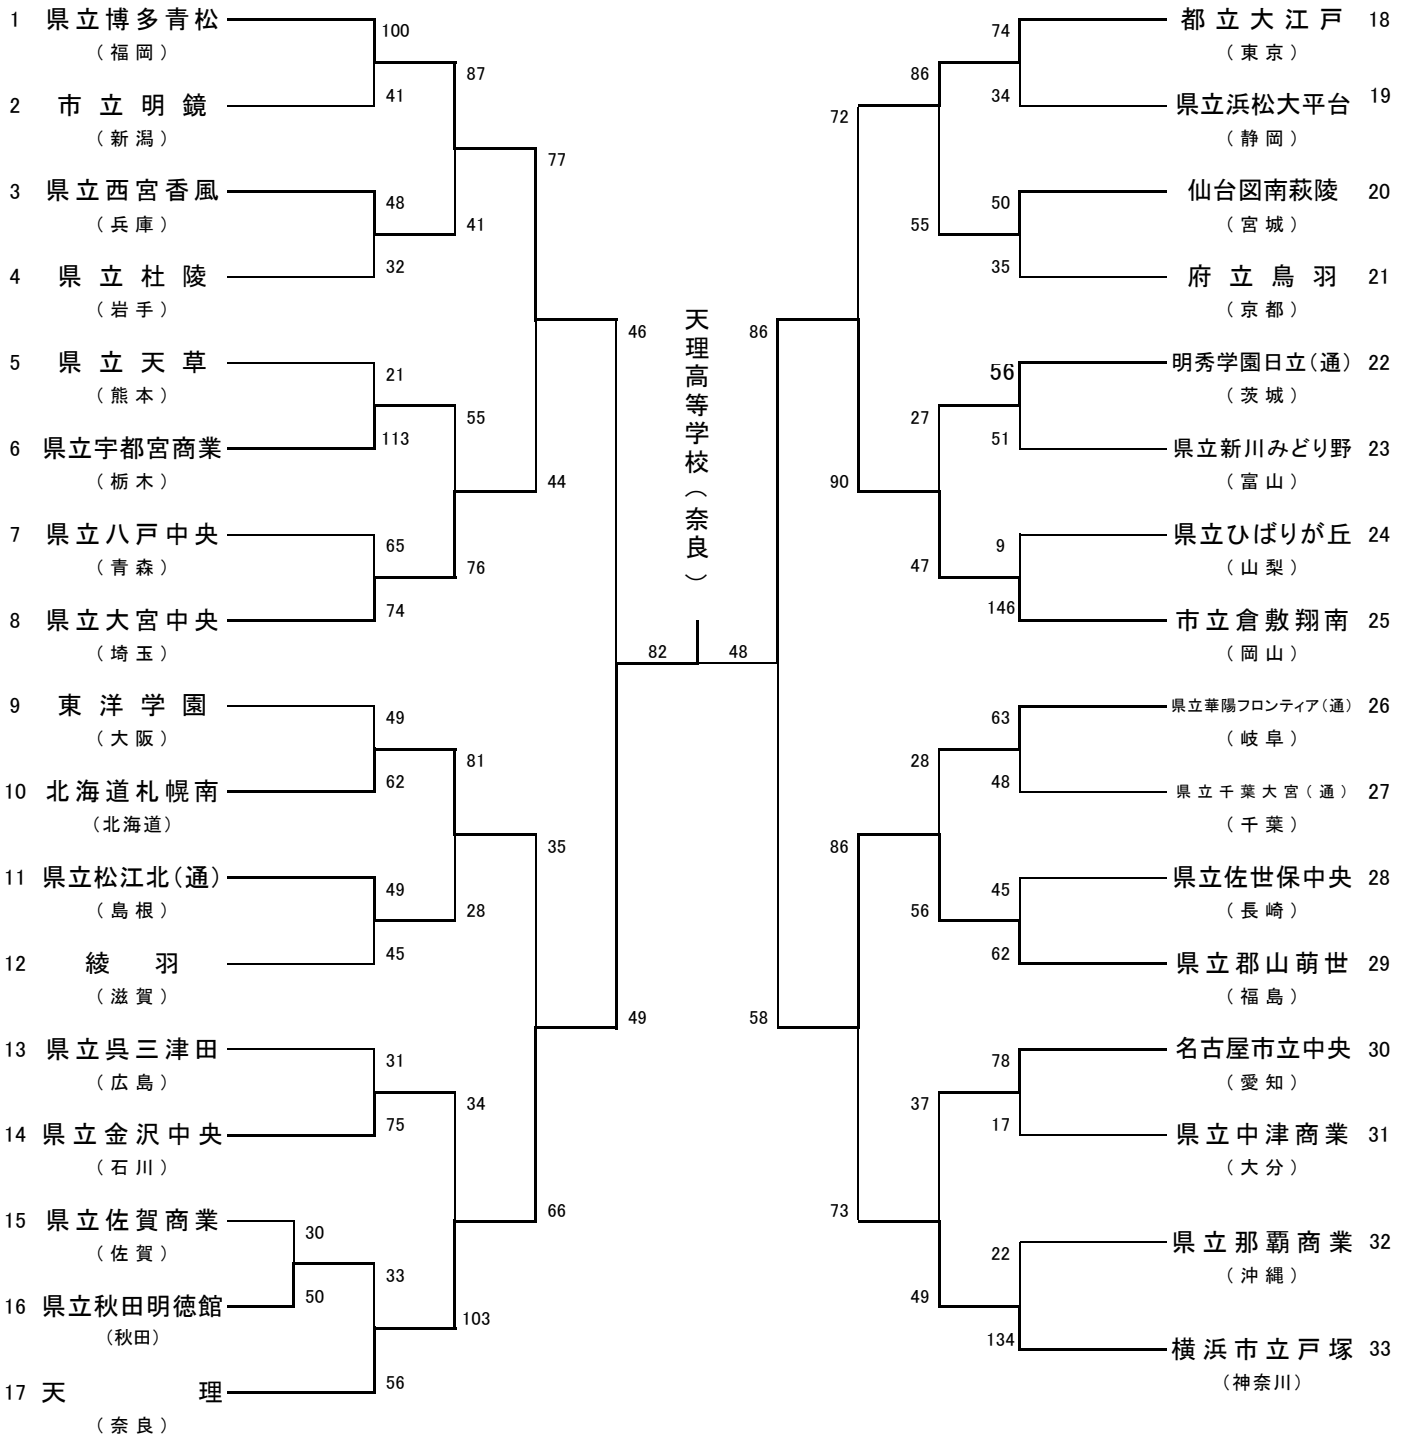 1 県立博多青松
(福岡)
100
87
41
2 市立明鏡
(新潟)
77
3 県立西宮香風
(兵庫)
48
41
32
4 県立杜陵
(岩手)
46
5 県立天草
(熊本)
21
55
113
6 県立宇都宮商業
(栃木)
44
7 県立八戸中央
(青森)
65
76
74
8 県立大宮中央
(埼玉)
82
9 東洋学園
(大阪)
49
81
62
10 北海道札幌南
(北海道)
35
11 県立松江北(通)
(島根)
49
28
45
12 綾羽
(滋賀)
49
13 県立呉三津田
(広島)
31
34
75
14 県立金沢中央
(石川)
66
15 県立佐賀商業
(佐賀)
30
33
50
16 県立秋田明徳館
(秋田)
103
56
17 天理
(奈良)
天理高等学校(奈良)
74
都立大江戸 18
(東京)
86
34
県立浜松大平台 19
(静岡)
72
50
仙台図南萩陵 20
(宮城)
55
35
府立鳥羽 21
(京都)
86
56
明秀学園日立(通) 22
(茨城)
27
51
県立新川みどり野 23
(富山)
90
9
県立ひばりが丘 24
(山梨)
47
146
市立倉敷翔南 25
(岡山)
48
63
県立華陽フロンティア(通) 26
(岐阜)
28
48
県立千葉大宮(通) 27
(千葉)
86
45
県立佐世保中央 28
(長崎)
56
62
県立郡山萌世 29
(福島)
58
78
名古屋市立中央 30
(愛知)
37
17
県立中津商業 31
(大分)
73
22
県立那覇商業 32
(沖縄)
49
134
横浜市立戸塚 33
(神奈川)